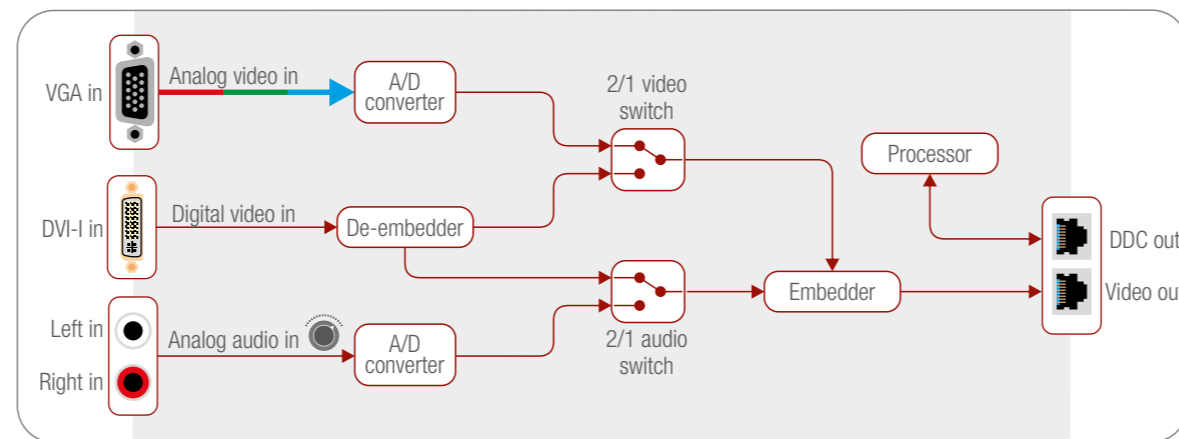 VGA in
Analog video in
A/D
converter
2/1 video
switch
Processor
DVI-I in
Digital video in
De-embedder
DDC out
Embedder
Video out
Left in
Analog audio in
Right in
A/D
converter
2/1 audio
switch